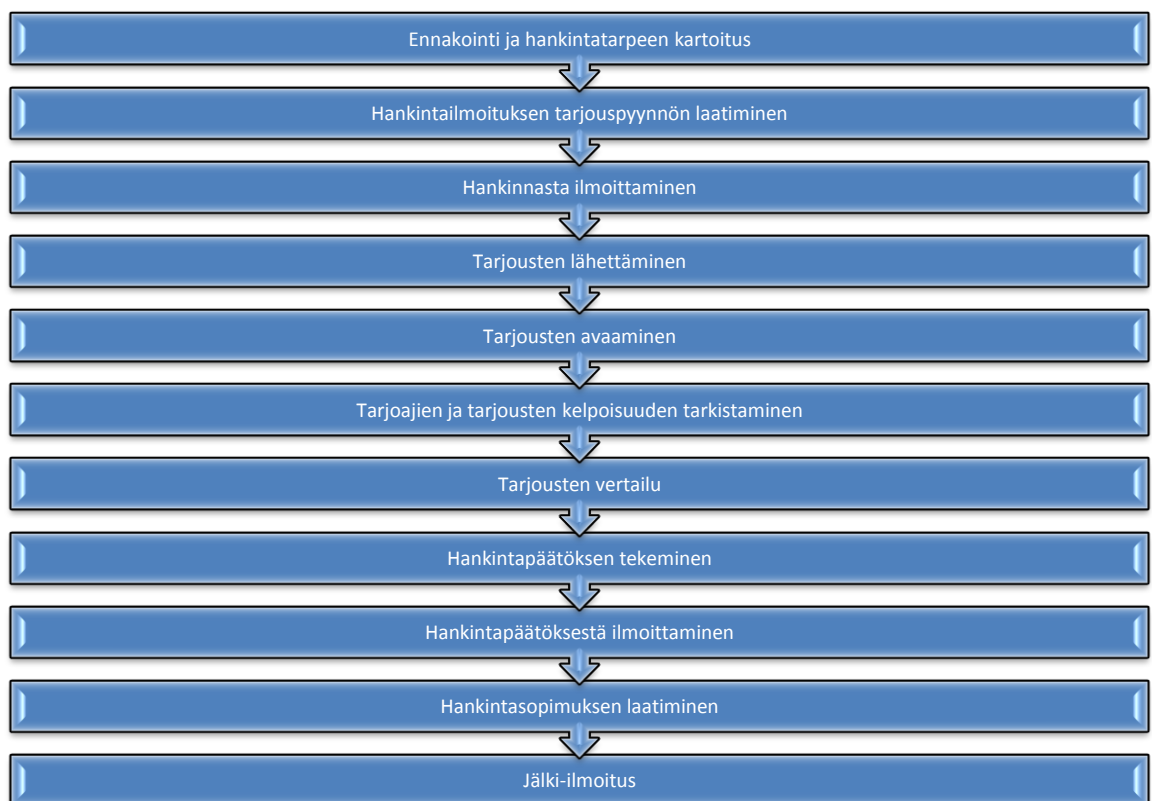 Ennakointi ja hankintatarpeen kartoitus
Hankintailmoituksen tarjouspyynnön laatiminen
Hankinnasta ilmoittaminen
Tarjousten lähettäminen
Tarjousten avaaminen
Tarjoajien ja tarjousten kelpoisuuden tarkistaminen
Tarjousten vertailu
Hankintapäätöksen tekeminen
Hankintapäätöksestä ilmoittaminen
Hankintasopimuksen laatiminen
Jälki-ilmoitus